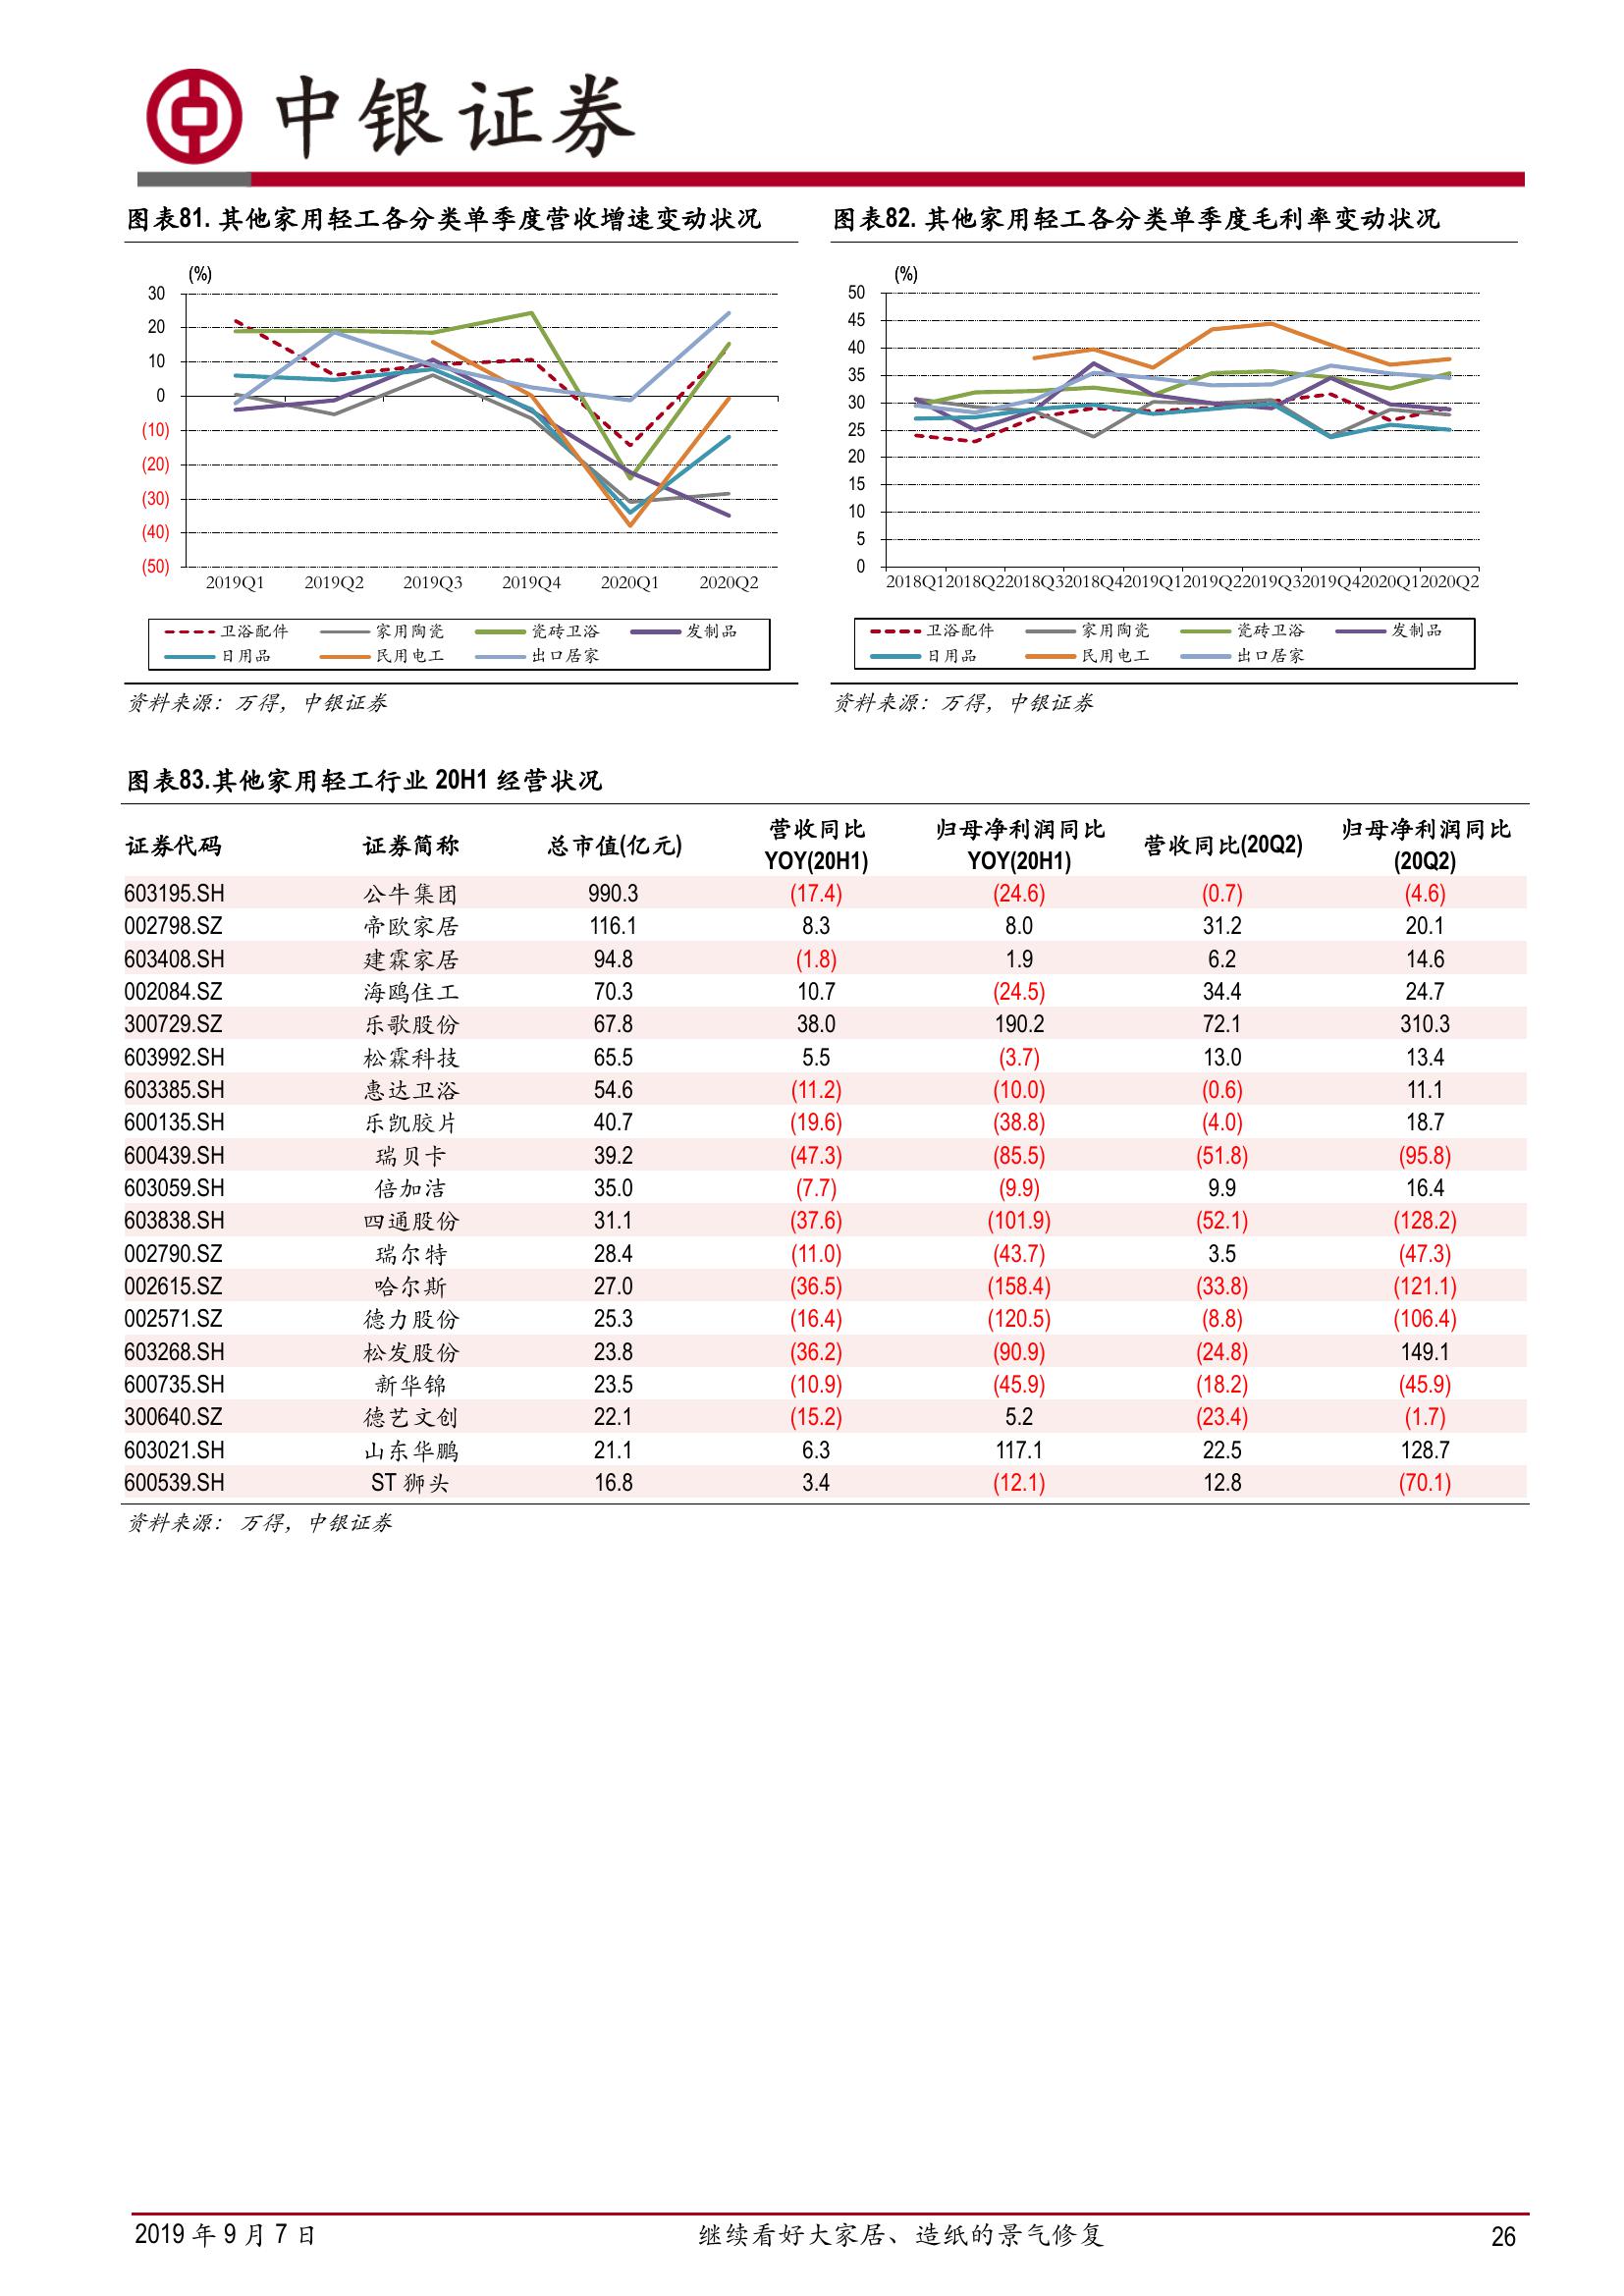 中银证券
图表81. 其他家用轻工各分类单季度营收增速变动状况
(%)
30
20
10
0
(10)
(20)
(30)
(40)
(50)
2019Q1 2019Q2 2019Q3 2019Q4 2020Q1 2020Q2
卫浴配件 家用陶瓷 瓷砖卫浴 发制品
日用品 民用电工 出口居家
资料来源：万得，中银证券
图表82. 其他家用轻工各分类单季度毛利率变动状况
(%)
50
45
40
35
30
25
20
15
10
5
0
2018Q1 2018Q2 2018Q3 2018Q4 2019Q1 2019Q2 2019Q3 2019Q4 2020Q1 2020Q2
卫浴配件 家用陶瓷 瓷砖卫浴 发制品
日用品 民用电工 出口居家
资料来源：万得，中银证券
图表83.其他家用轻工行业 20H1 经营状况
证券代码 证券简称 总市值(亿元) 营收同比YOY(20H1) 归母净利润同比YOY(20H1) 营收同比(20Q2) 归母净利润同比(20Q2)
603195.SH 公牛集团 990.3 (17.4) (24.6) (0.7) (4.6)
002798.SZ 帝欧家居 116.1 8.3 8.0 31.2 20.1
603408.SH 建霖家居 94.8 (1.8) 1.9 6.2 14.6
002084.SZ 海鸥住工 70.3 10.7 (24.5) 34.4 24.7
300729.SZ 乐歌股份 67.8 38.0 190.2 72.1 310.3
603992.SH 松霖科技 65.5 5.5 (3.7) 13.0 13.4
603385.SH 惠达卫浴 54.6 (11.2) (10.0) (0.6) 11.1
600135.SH 乐凯胶片 40.7 (19.6) (38.8) (4.0) 18.7
600439.SH 瑞贝卡 39.2 (47.3) (85.5) (51.8) (95.8)
603059.SH 倍加洁 35.0 (7.7) (9.9) 9.9 16.4
603838.SH 四通股份 31.1 (37.6) (101.9) (52.1) (128.2)
002790.SZ 瑞尔特 28.4 (11.0) (43.7) 3.5 (47.3)
002615.SZ 哈尔斯 27.0 (36.5) (158.4) (33.8) (121.1)
002571.SZ 德力股份 25.3 (16.4) (120.5) (8.8) (106.4)
603268.SH 松发股份 23.8 (36.2) (90.9) (24.8) 149.1
600735.SH 新华锦 23.5 (10.9) (45.9) (18.2) (45.9)
300640.SZ 德艺文创 22.1 (15.2) 5.2 (23.4) (1.7)
603021.SH 山东华鹏 21.1 6.3 117.1 22.5 128.7
600539.SH ST 狮头 16.8 3.4 (12.1) 12.8 (70.1)
资料来源： 万得，中银证券
2019 年 9 月 7 日 继续看好大家居、造纸的景气修复 26